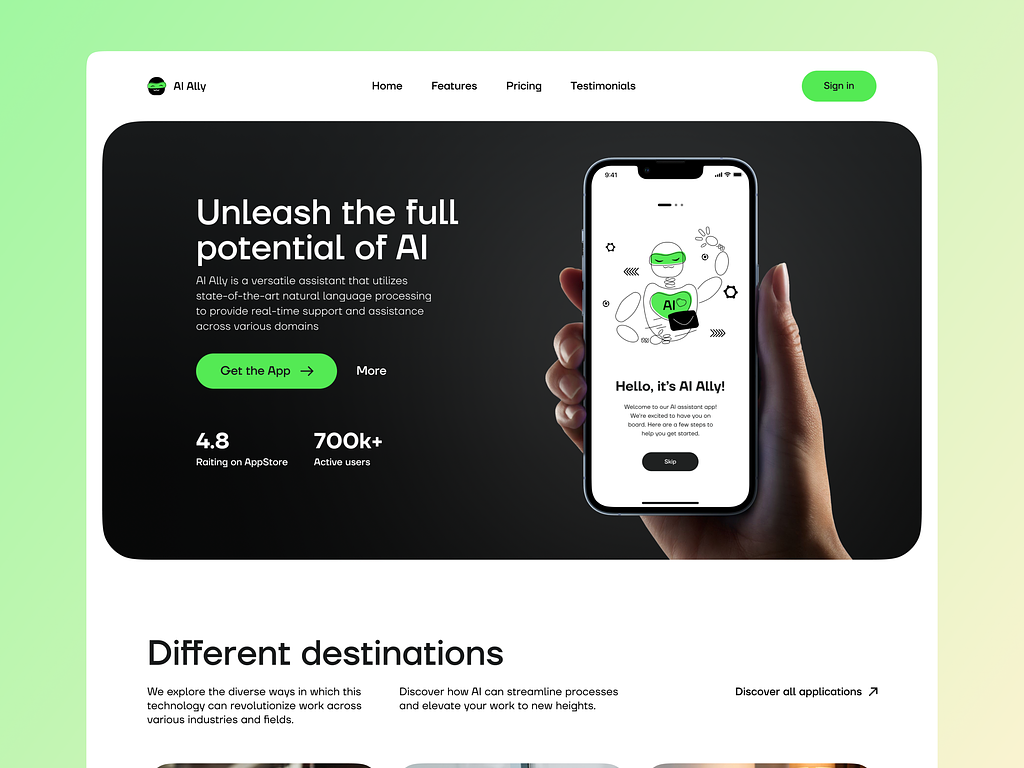 AI Ally
Home Features Pricing Testimonials
Sign in
Unleash the full
potential of AI
AI Ally is a versatile assistant that utilizes
state-of-the-art natural language processing
to provide real-time support and assistance
across various domains
Get the App
More
4.8
Raiting on AppStore
700k+
Active users
9:41
AI
Hello, it's AI Ally!
Welcome to our AI assistant app!
We're excited to have you on
board. Here are a few steps to
help you get started.
Skip
Different destinations
We explore the diverse ways in which this
technology can revolutionize work across
various industries and fields.
Discover how AI can streamline processes
and elevate your work to new heights.
Discover all applications